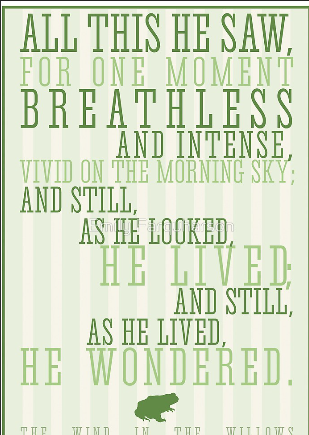 ALL THIS HE SAW,
FOR ONE MOMENT
BREATHLESS
AND INTENSE,
VIVID ON THE MORNING SKY;
AND STILL,
AS HE LOOKED,
HE LIVED;
AND STILL,
AS HE LIVED,
HE WONDERED.
THE WIND IN THE WILLOWS